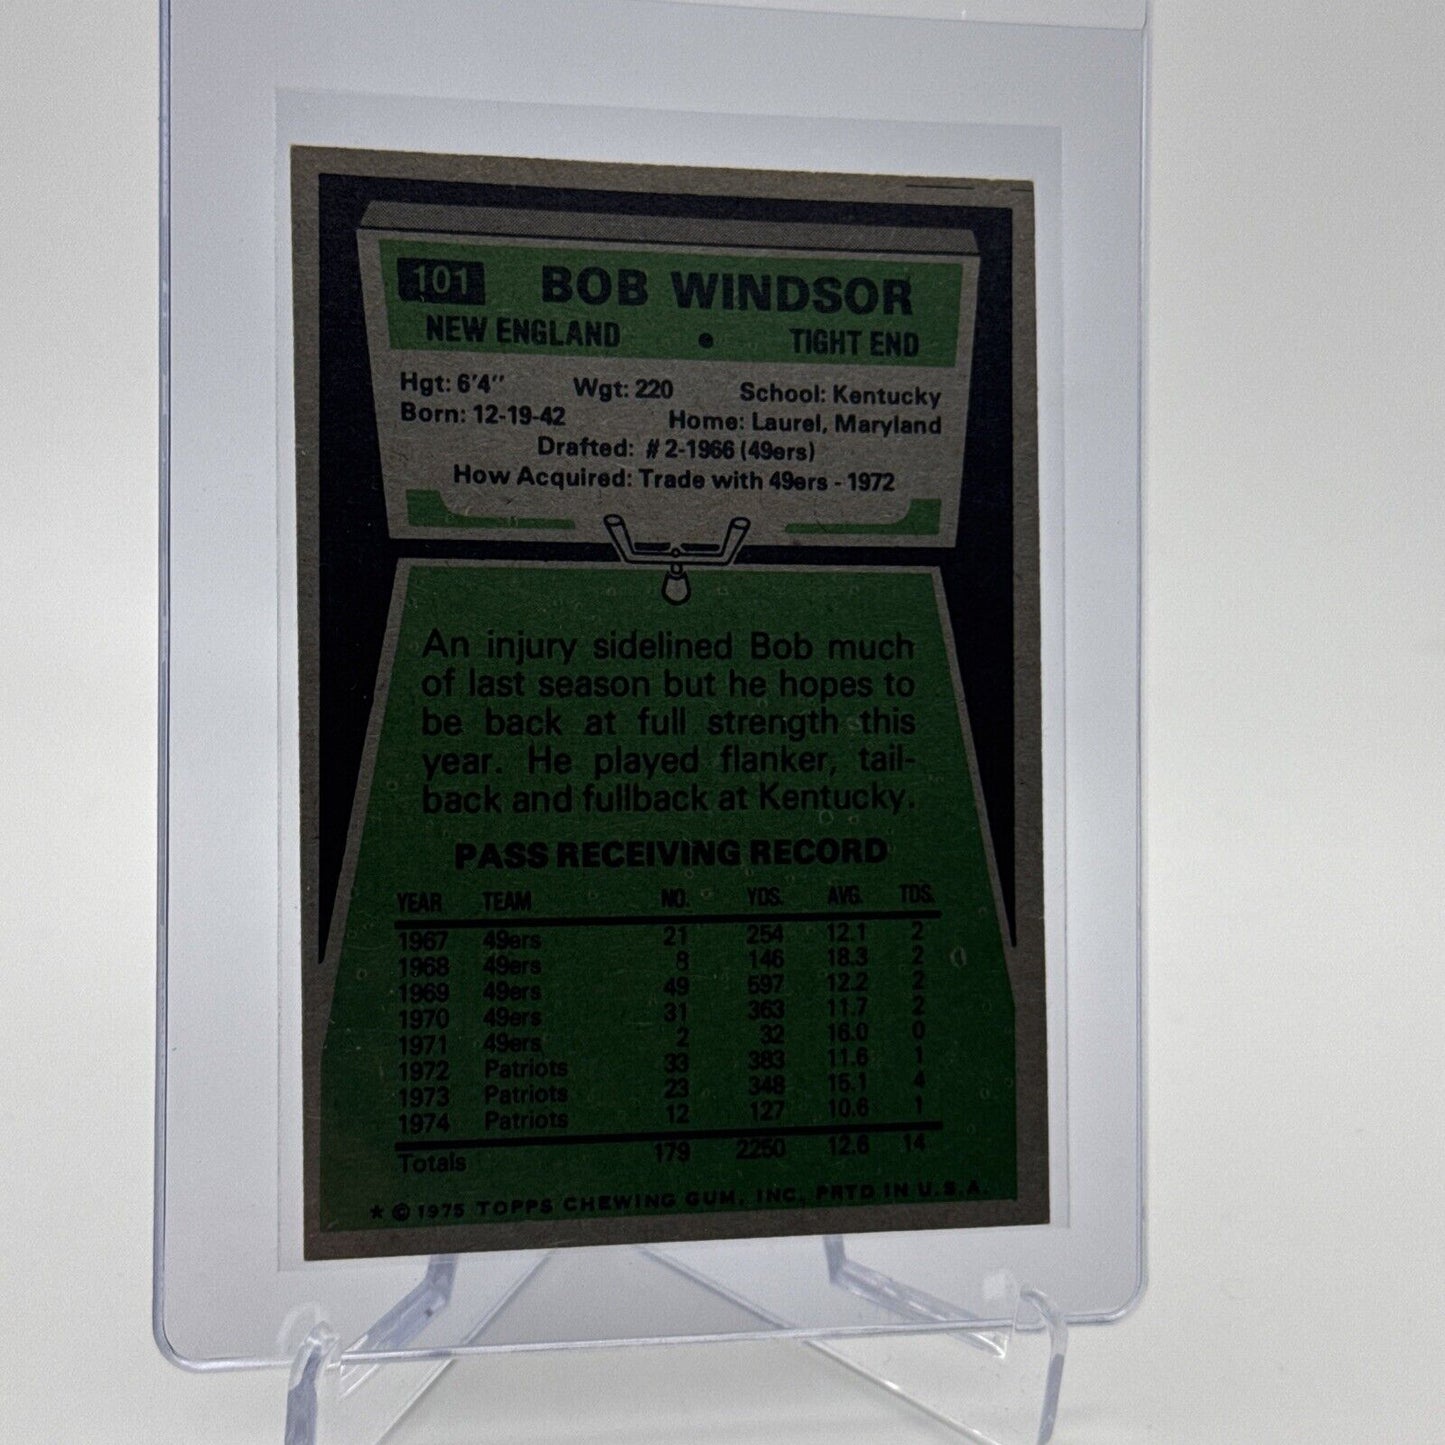 101 BOB WINDSOR
NEW ENGLAND • TIGHT END
Hgt: 6'4" Wgt: 220 School: Kentucky
Born: 12-19-42 Home: Laurel, Maryland
Drafted: #2-1966 (49ers)
How Acquired: Trade with 49ers - 1972
An injury sidelined Bob much
of last season but he hopes to
be back at full strength this
year. He played flanker, tail-
back and fullback at Kentucky.
PASS RECEIVING RECORD
YEAR TEAM NO. YDS. AVG. TDS.
1967 49ers 21 254 12.1 2
1968 49ers 8 146 18.3 2
1969 49ers 49 597 12.2 2
1970 49ers 31 363 11.7 2
1971 49ers 2 32 16.0 0
1972 Patriots 33 383 11.6 1
1973 Patriots 23 348 15.1 4
1974 Patriots 12 127 10.6 1
Totals 179 2250 12.6 14
★ © 1975 TOPPS CHEWING GUM, INC. PRTD IN U.S.A.